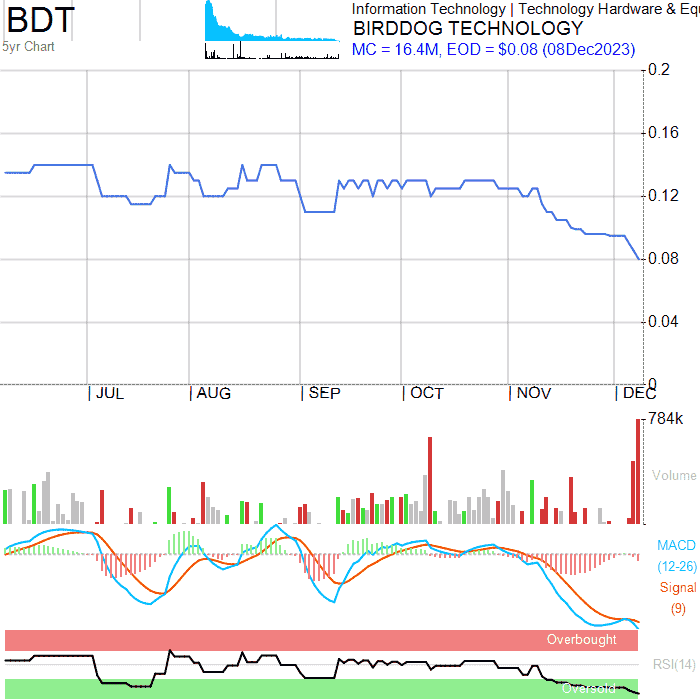 BDT
5yr Chart
Information Technology | Technology Hardware & Equ
BIRDDOG TECHNOLOGY
MC = 16.4M, EOD = $0.08 (08Dec2023)
0.2
0.16
0.12
0.08
0.04
0
JUL AUG SEP OCT NOV DEC
784k
Volume
MACD
(12-26)
Signal
(9)
Overbought
RSI(14)
Oversold